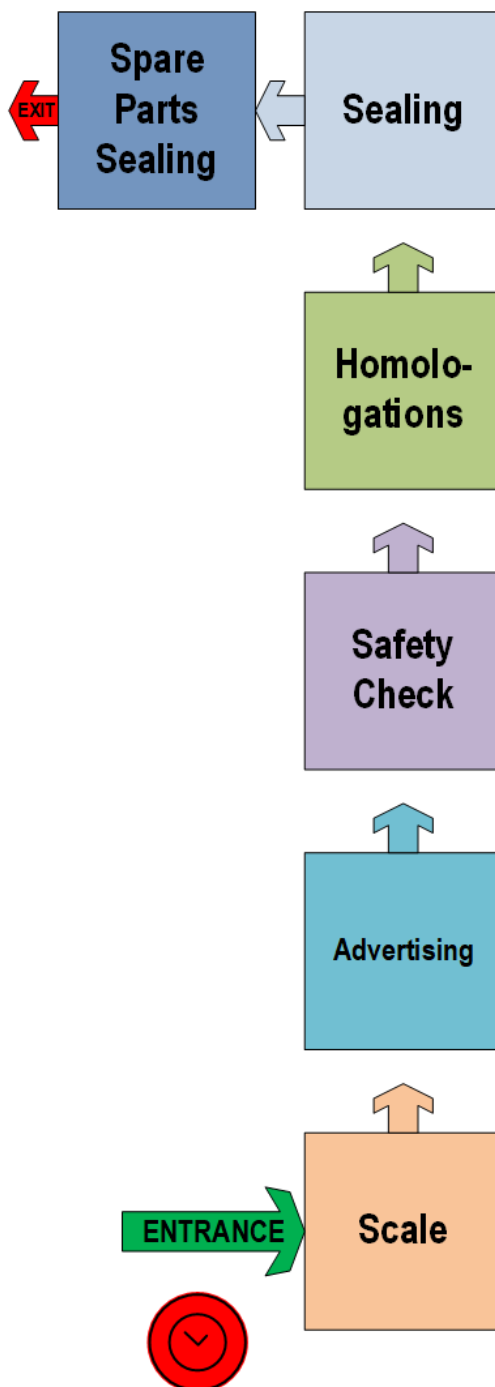 Spare
Parts
Sealing
EXIT
Sealing
Homolo-
gations
Safety
Check
Advertising
ENTRANCE
Scale